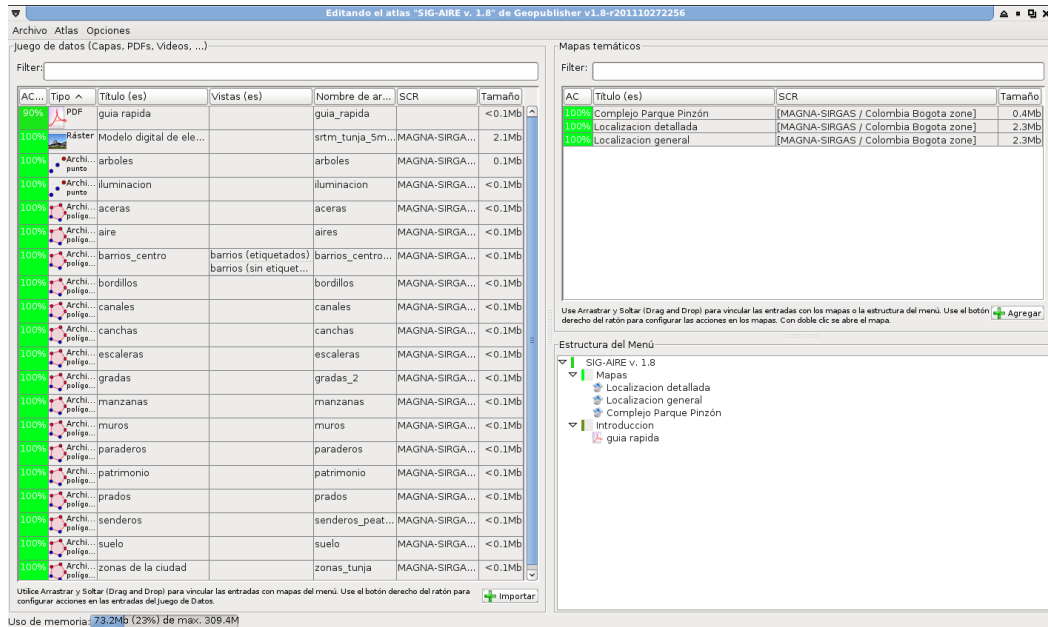 Editando el atlas "SIG-AIRE v. 1.8" de Geopublisher v1.8-r201110272256
Archivo Atlas Opciones
Juego de datos (Capas, PDFs, Videos, ...)
Filter:
AC... Tipo Título (es) Vistas (es) Nombre de ar... SCR Tamaño
90% PDF guia rapida guia_rapida <0.1Mb
100% Ráster Modelo digital de ele... srtm_tunja_5m... MAGNA-SIRGA... 2.1Mb
100% Archi... punto arboles arboles MAGNA-SIRGA... 0.1Mb
100% Archi... punto iluminacion iluminacion MAGNA-SIRGA... <0.1Mb
100% Archi... polígo... aceras aceras MAGNA-SIRGA... <0.1Mb
100% Archi... polígo... aire aires MAGNA-SIRGA... <0.1Mb
100% Archi... polígo... barrios_centro barrios (etiquetados) barrios_centro... MAGNA-SIRGA... <0.1Mb
barrios (sin etiquet...
100% Archi... polígo... bordillos bordillos MAGNA-SIRGA... <0.1Mb
100% Archi... polígo... canales canales MAGNA-SIRGA... <0.1Mb
100% Archi... polígo... canchas canchas MAGNA-SIRGA... <0.1Mb
100% Archi... polígo... escaleras escaleras MAGNA-SIRGA... <0.1Mb
100% Archi... polígo... gradas gradas_2 MAGNA-SIRGA... <0.1Mb
100% Archi... polígo... manzanas manzanas MAGNA-SIRGA... <0.1Mb
100% Archi... polígo... muros muros MAGNA-SIRGA... <0.1Mb
100% Archi... polígo... paraderos paraderos MAGNA-SIRGA... <0.1Mb
100% Archi... polígo... patrimonio patrimonio MAGNA-SIRGA... <0.1Mb
100% Archi... polígo... prados prados MAGNA-SIRGA... <0.1Mb
100% Archi... polígo... senderos senderos_peat... MAGNA-SIRGA... <0.1Mb
100% Archi... polígo... suelo suelo MAGNA-SIRGA... <0.1Mb
100% Archi... polígo... zonas de la ciudad zonas_tunja MAGNA-SIRGA... <0.1Mb
Utilice Arrastrar y Soltar (Drag and Drop) para vincular las entradas con mapas del menú. Use el botón derecho del ratón para
configurar acciones en las entradas del Juego de Datos.
Importar
Mapas temáticos
Filter:
AC Título (es) SCR Tamaño
100% Complejo Parque Pinzón [MAGNA-SIRGAS / Colombia Bogota zone] 0.4Mb
100% Localizacion detallada [MAGNA-SIRGAS / Colombia Bogota zone] 2.3Mb
100% Localizacion general [MAGNA-SIRGAS / Colombia Bogota zone] 2.3Mb
Use Arrastrar y Soltar (Drag and Drop) para vincular las entradas con los mapas o la estructura del menú. Use el botón
derecho del ratón para configurar las acciones en los mapas. Con doble clic se abre el mapa.
Agregar
Estructura del Menú
SIG-AIRE v. 1.8
Mapas
Localizacion detallada
Localizacion general
Complejo Parque Pinzón
Introduccion
guia rapida
Uso de memoria: 73.2Mb (23%) de max. 309.4M